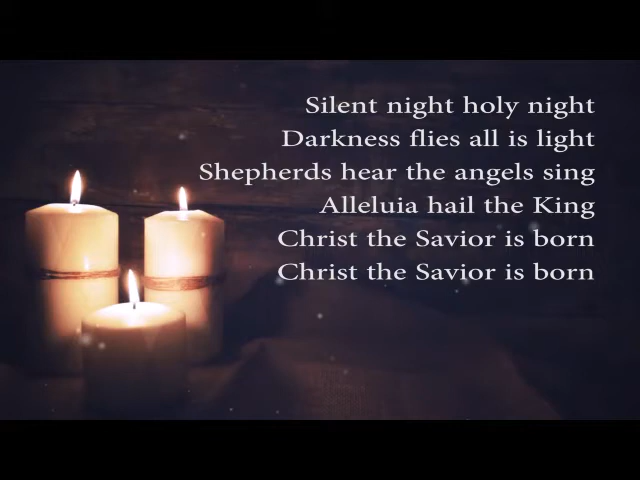 Silent night holy night
Darkness flies all is light
Shepherds hear the angels sing
Alleluia hail the King
Christ the Savior is born
Christ the Savior is born